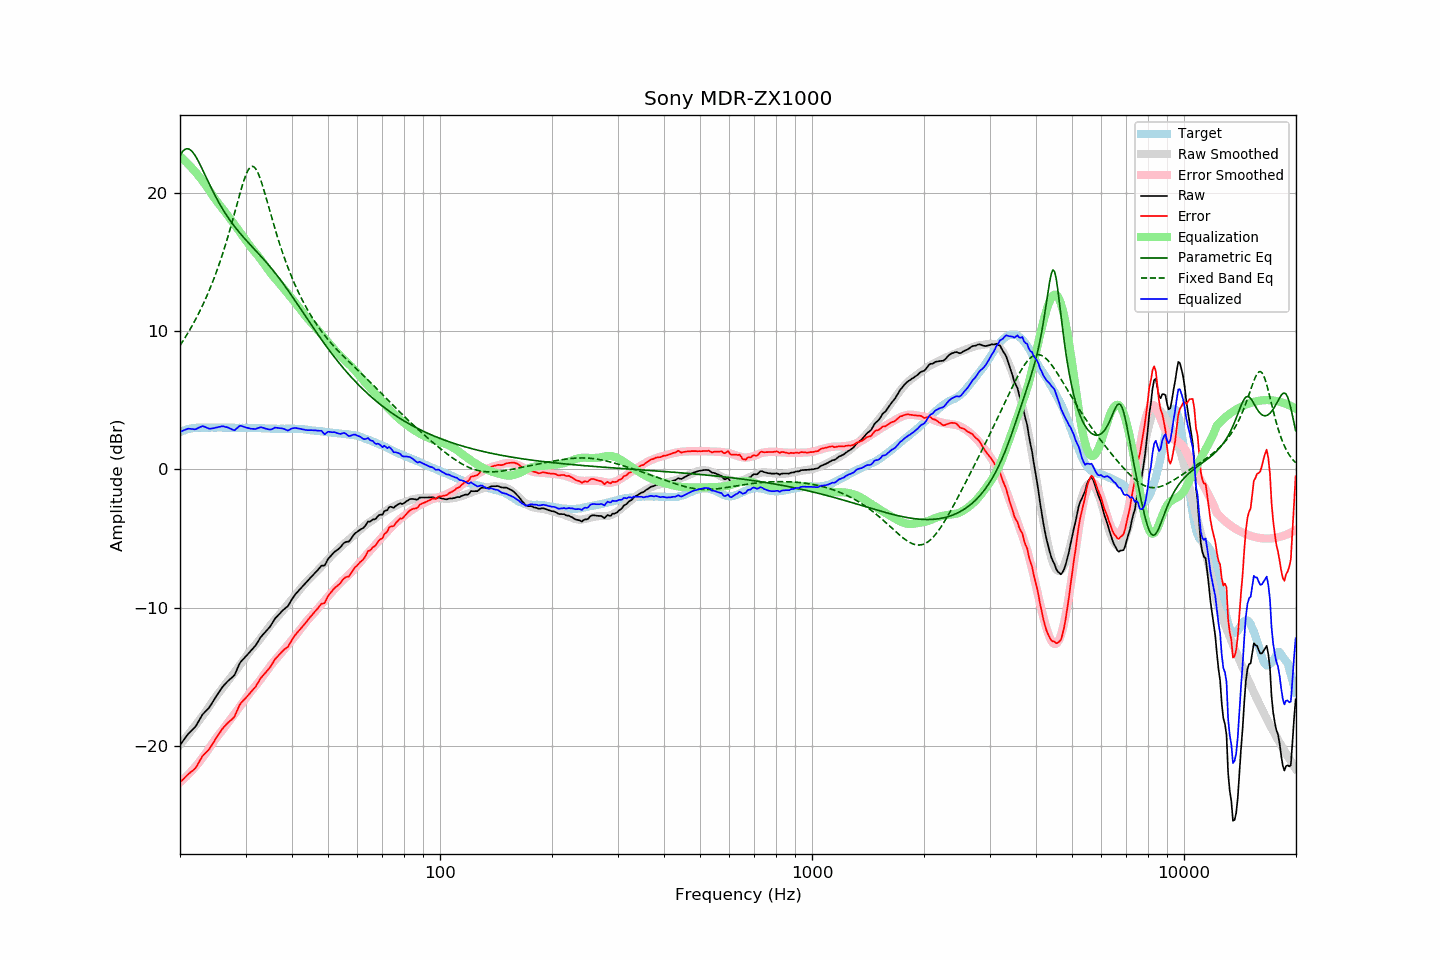 Sony MDR-ZX1000
Target
Raw Smoothed
Error Smoothed
Raw
Error
Equalization
Parametric Eq
Fixed Band Eq
Equalized
20
10
0
−10
−20
Amplitude (dBr)
100
1000
10000
Frequency (Hz)